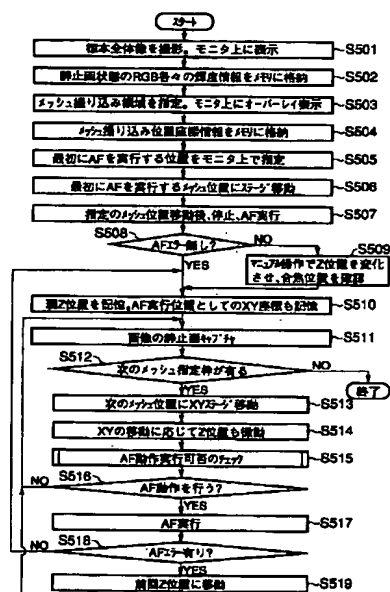 スタート
標本全体像を撮影。モニタ上に表示
S501
静止画状態のRGB各々の輝度情報をメモリに格納
S502
メッシュ撮り込み領域を指定。モニタ上にオーバーレイ表示
S503
メッシュ撮り込み位置座標情報をメモリに格納
S504
最初にAFを実行する位置をモニタ上で指定
S505
最初にAFを実行するメッシュ位置にステージ移動
S506
指定のメッシュ位置移動後、停止、AF実行
S507
S508
AFエラー無し?
NO
YES
S509
マニュアル操作でZ位置を変化
させ、合焦位置を確認
現Z位置を記憶。AF実行位置としてのXY座標も記憶
S510
画像の静止画キャプチャ
S511
S512
次のメッシュ指定枠が有る
NO
終了
YES
次のメッシュ位置にXYステージ移動
S513
XYの移動に応じてZ位置も
S514
AF動作実行可否のチェック
S515
S516
AF動作を行う?
NO
YES
AF実行
S517
S518
AFエラー有り?
NO
YES
前回Z位置に移動
S519